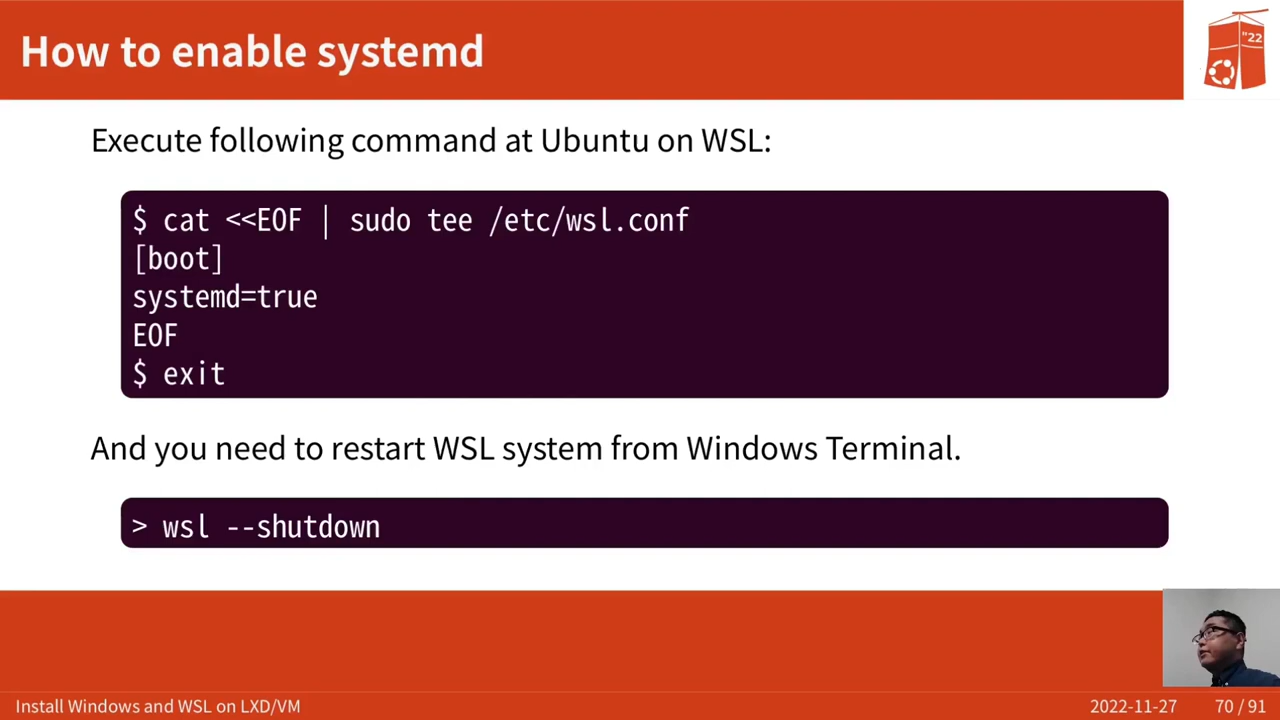 How to enable systemd
"22
Execute following command at Ubuntu on WSL:
$ cat <<EOF | sudo tee /etc/wsl.conf
[boot]
systemd=true
EOF
$ exit
And you need to restart WSL system from Windows Terminal.
> wsl --shutdown
Install Windows and WSL on LXD/VM
2022-11-27
70 / 91